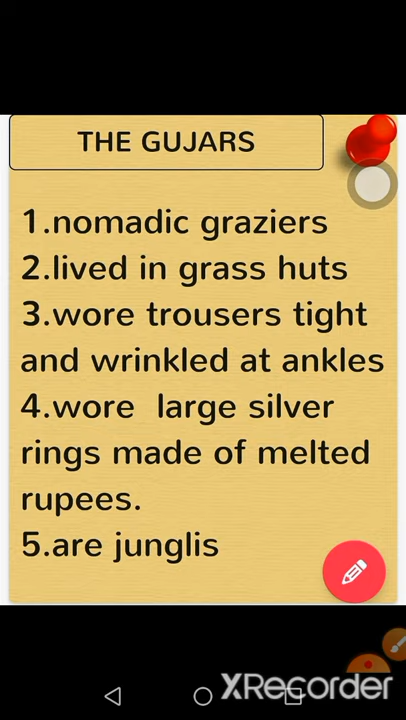 THE GUJARS
1.nomadic graziers
2.lived in grass huts
3.wore trousers tight
and wrinkled at ankles
4.wore large silver
rings made of melted
rupees.
5.are junglis
XRecorder